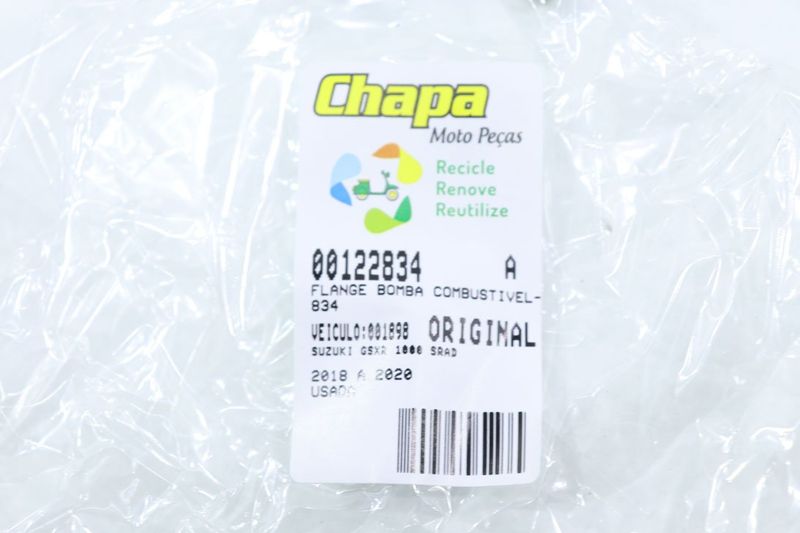 Chapa
Moto Peças
Recicle
Renove
Reutilize
00122834 A
FLANGE BOMBA COMBUSTIVEL-
834
VEICULO:001898 ORIGINAL
SUZUKI GSXR 1000 SRAD
2018 A 2020
USADO